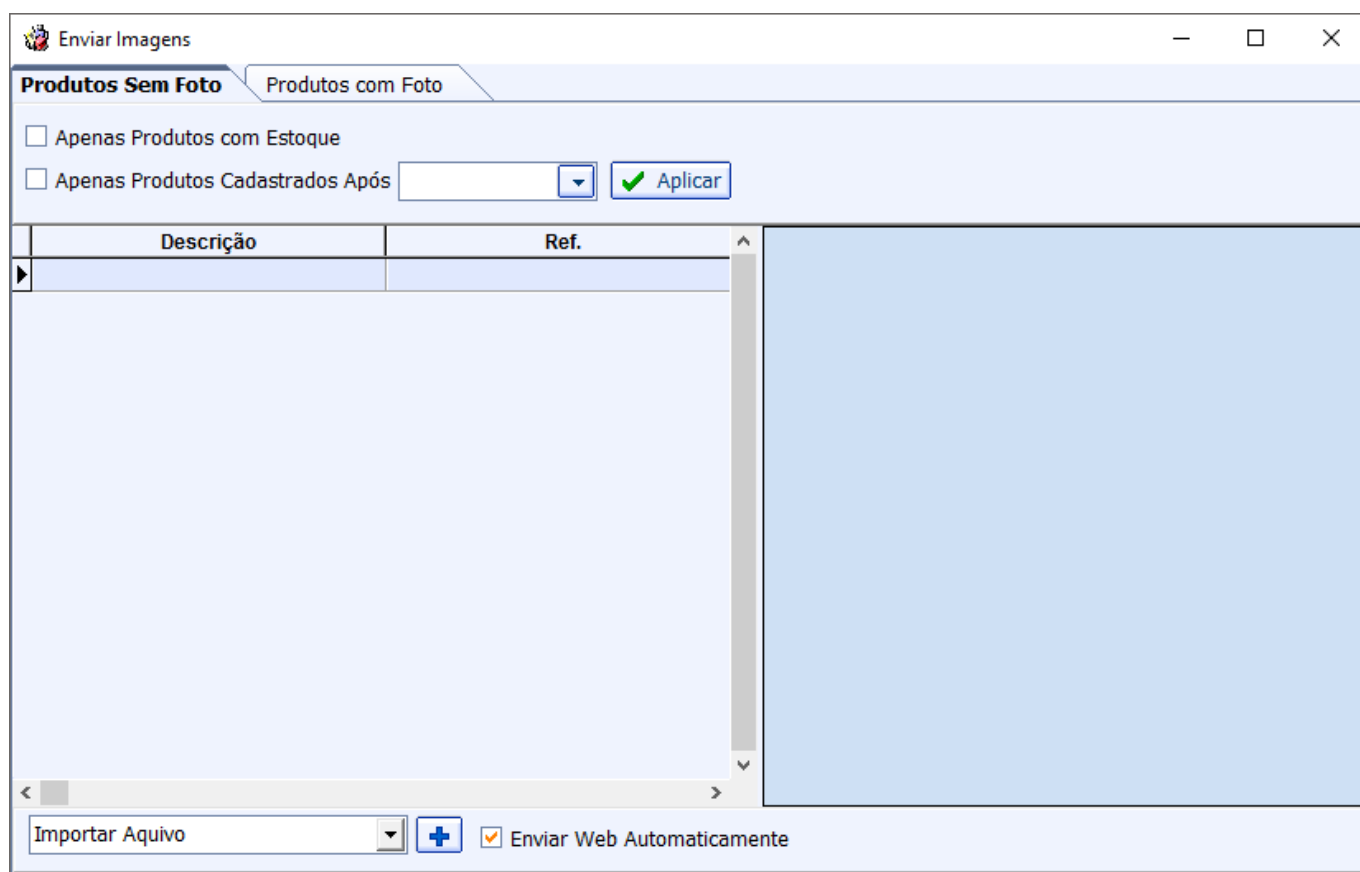 Enviar Imagens
Produtos Sem Foto Produtos com Foto
Apenas Produtos com Estoque
Apenas Produtos Cadastrados Após Aplicar
Descrição Ref.
Importar Aquivo Enviar Web Automaticamente